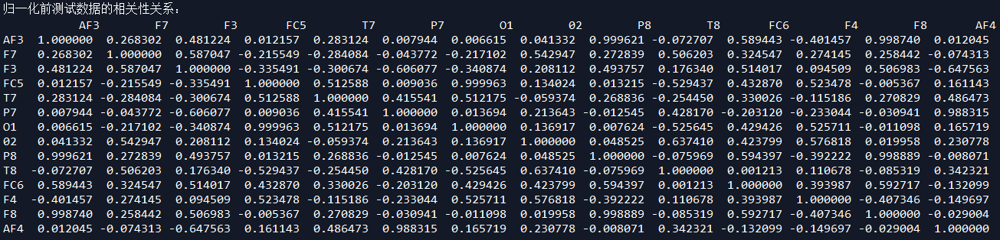 归一化前测试数据的相关性关系：
AF3 F7 F3 FC5 T7 P7 O1 02 P8 T8 FC6 F4 F8 AF4
AF3 1.000000 0.268302 0.481224 0.012157 0.283124 0.007944 0.006615 0.041332 0.999621 -0.072707 0.589443 -0.401457 0.998740 0.012045
F7 0.268302 1.000000 0.587047 -0.215549 -0.284084 -0.043772 -0.217102 0.542947 0.272839 0.506203 0.324547 0.274145 0.258442 -0.074313
F3 0.481224 0.587047 1.000000 -0.335491 -0.300674 -0.606077 -0.340874 0.208112 0.493757 0.176340 0.514017 0.094509 0.506983 -0.647563
FC5 0.012157 -0.215549 -0.335491 1.000000 0.512588 0.009036 0.999963 0.134024 0.013215 -0.529437 0.432870 0.523478 -0.005367 0.161143
T7 0.283124 -0.284084 -0.300674 0.512588 1.000000 0.415541 0.512175 -0.059374 0.268836 -0.254450 0.330026 -0.115186 0.270829 0.486473
P7 0.007944 -0.043772 -0.606077 0.009036 0.415541 1.000000 0.013694 0.213643 -0.012545 0.428170 -0.203120 -0.233044 -0.030941 0.988315
O1 0.006615 -0.217102 -0.340874 0.999963 0.512175 0.013694 1.000000 0.136917 0.007624 -0.525645 0.429426 0.525711 -0.011098 0.165719
02 0.041332 0.542947 0.208112 0.134024 -0.059374 0.213643 0.136917 1.000000 0.048525 0.637410 0.423799 0.576818 0.019958 0.230778
P8 0.999621 0.272839 0.493757 0.013215 0.268836 -0.012545 0.007624 0.048525 1.000000 -0.075969 0.594397 -0.392222 0.998889 -0.008071
T8 -0.072707 0.506203 0.176340 -0.529437 -0.254450 0.428170 -0.525645 0.637410 -0.075969 1.000000 0.001213 0.110678 -0.085319 0.342321
FC6 0.589443 0.324547 0.514017 0.432870 0.330026 -0.203120 0.429426 0.423799 0.594397 0.001213 1.000000 0.393987 0.592717 -0.132099
F4 -0.401457 0.274145 0.094509 0.523478 -0.115186 -0.233044 0.525711 0.576818 -0.392222 0.110678 0.393987 1.000000 -0.407346 -0.149697
F8 0.998740 0.258442 0.506983 -0.005367 0.270829 -0.030941 -0.011098 0.019958 0.998889 -0.085319 0.592717 -0.407346 1.000000 -0.029004
AF4 0.012045 -0.074313 -0.647563 0.161143 0.486473 0.988315 0.165719 0.230778 -0.008071 0.342321 -0.132099 -0.149697 -0.029004 1.000000